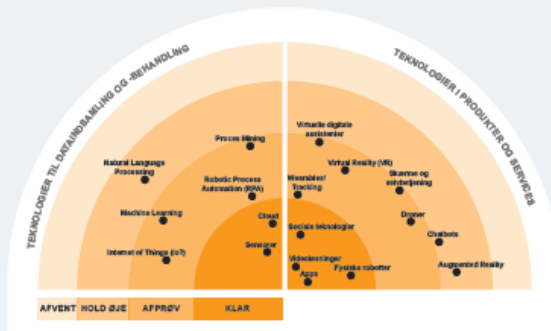 TEKNOLOGIER TIL DATAINDSAMLING OG -BEHANDLING
TEKNOLOGIER I PRODUKTER OG SERVICES
Proces Mining
Natural Language
Processing
Robotic Process
Automation (RPA)
Machine Learning
Cloud
Internet of Things (IoT)
Sensorer
Virtuelle digitale
assistenter
Virtual Reality (VR)
Wearables/
Tracking
Skærme og
selvbetjening
Droner
Sociale teknologier
Chatbots
Videoløsninger
Apps
Fysiske robotter
Augmented Reality
AFVENT
HOLD ØJE
AFPRØV
KLAR